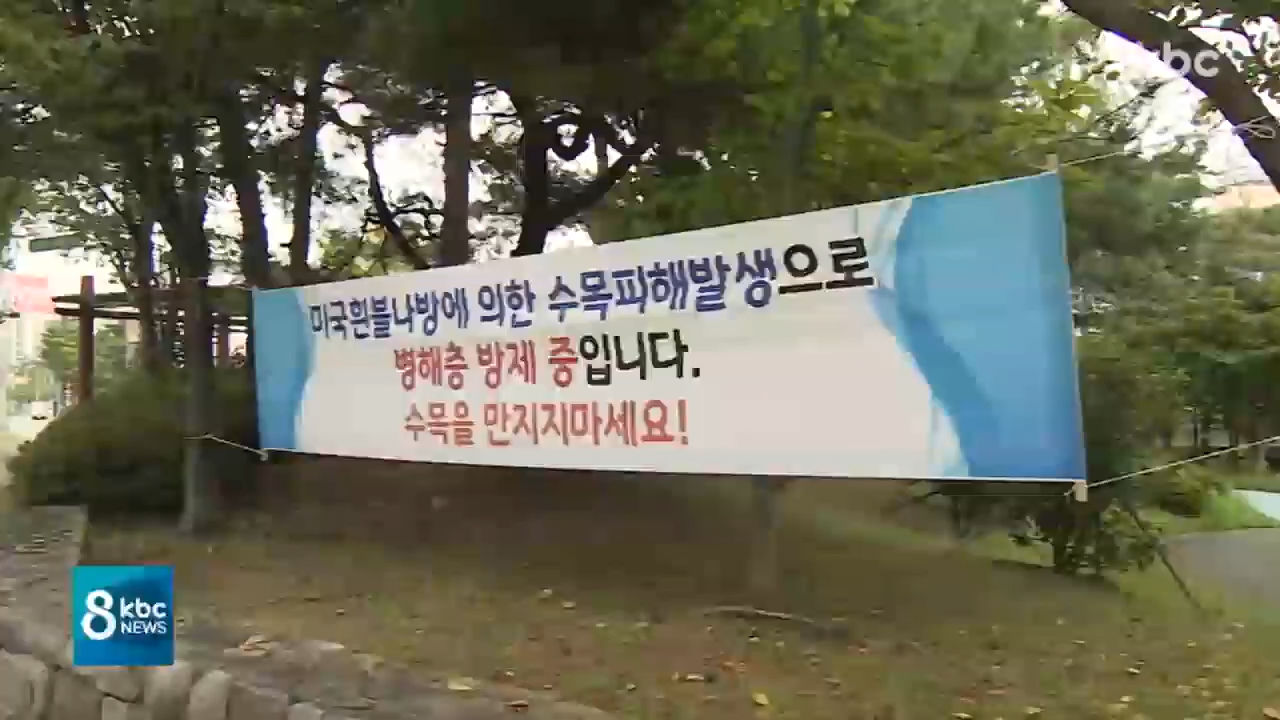 kbc
미국흰불나방에 의한 수목피해발생으로
병해충 방제 중입니다.
수목을 만지지마세요!
8 kbc
NEWS